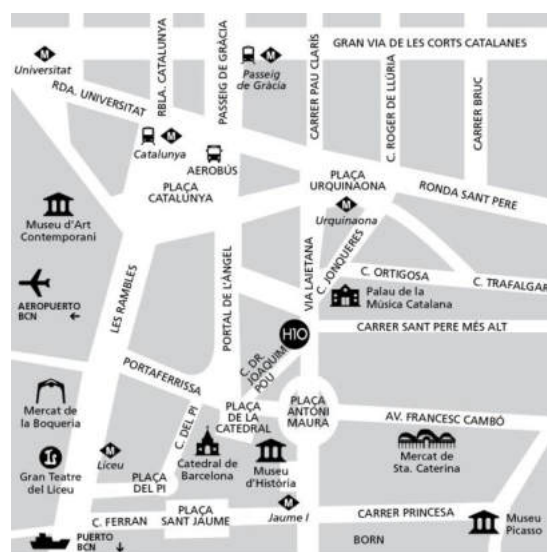 M
Universitat
RDA. UNIVERSITAT
RBLA. CATALUNYA
PASSEIG DE GRÀCIA
M
Passeig
de Gràcia
CARRER PAU CLARÍS
GRAN VIA DE LES CORTS CATALANES
C. ROGER DE LLÚRIA
CARRER BRUC
M
Catalunya
AEROBÚS
PLAÇA
CATALUNYA
PLAÇA
URQUINAONA
M
Urquinaona
RONDA SANT PERE
Museu d'Art
Contemporani
AEROPUERTO
BCN
LES RAMBLES
PORTAL DE L'ÀNGEL
VIA LAIETANA
C. JONQUERES
C. ORTIGOSA
C. TRAFALGAR
Palau de la
Música Catalana
CARRER SANT PERE MÉS ALT
H10
C. DR.
JOAQUIM
POU
PORTAFERRISSA
Mercat de
la Boqueria
C. DEL PI
PLAÇA
DE LA
CATEDRAL
PLAÇA
ANTONI
MAURA
AV. FRANCESC CAMBÓ
Mercat de
Sta. Caterina
L
Gran Teatre
del Liceu
M
Liceu
PLAÇA
DEL PI
Catedral de
Barcelona
Museu
d'Història
C. FERRAN
PLAÇA
SANT JAUME
M
Jaume I
CARRER PRINCESA
BORN
Museu
Picasso
PUERTO
BCN